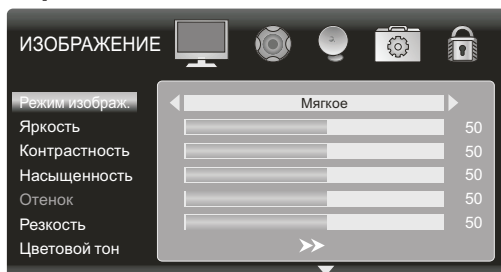 ИЗОБРАЖЕНИЕ
Режим изображ. Мягкое
Яркость 50
Контрастность 50
Насыщенность 50
Отенок 50
Резкость 50
Цветовой тон